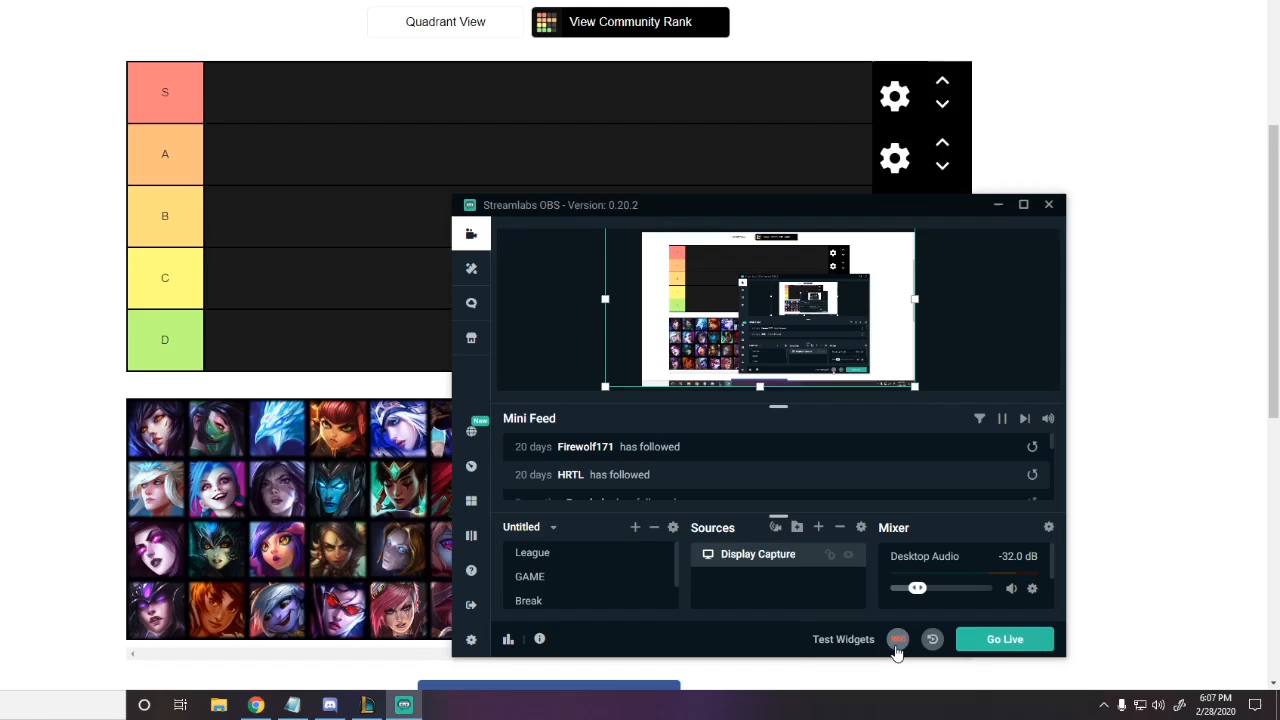 Quadrant View
View Community Rank
S
A
B
C
D
Streamlabs OBS - Version: 0.20.2
New
Mini Feed
20 days Firewolf171 has followed
20 days HRTL has followed
Untitled
Sources
Mixer
League
GAME
Break
Display Capture
Desktop Audio -32.0 dB
Test Widgets
REC
Go Live
6:07 PM
2/28/2020